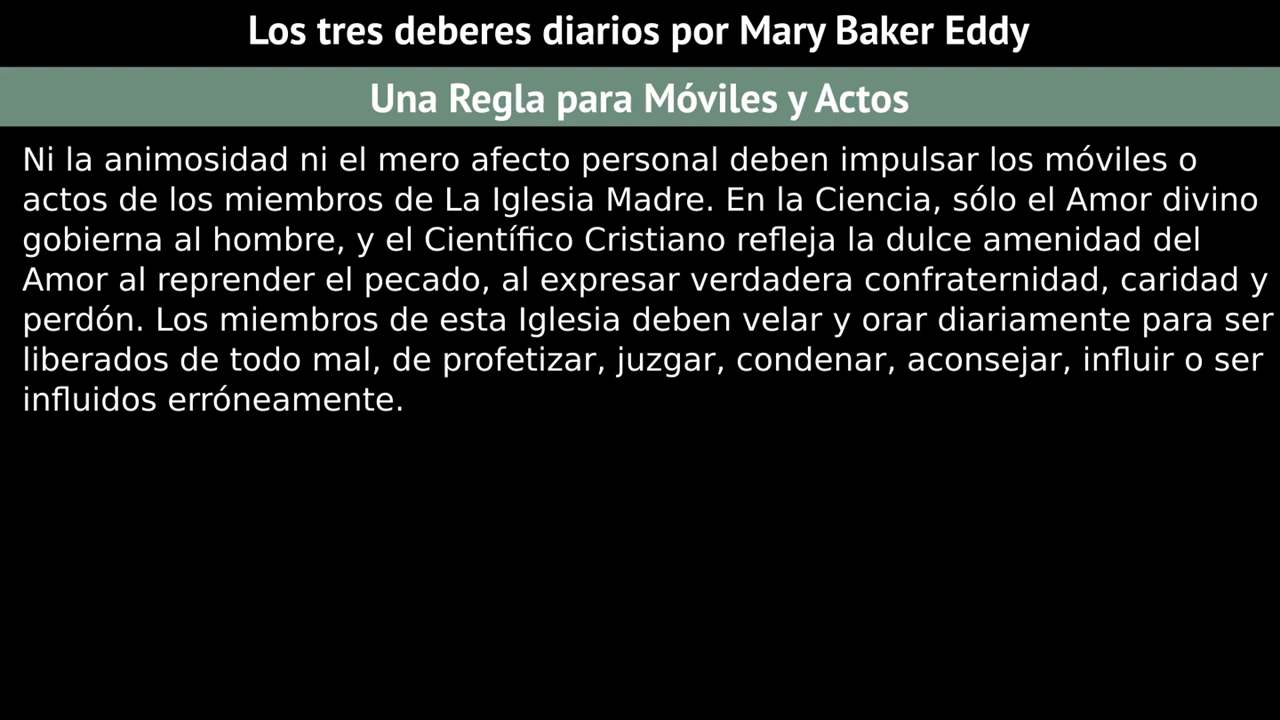 Los tres deberes diarios por Mary Baker Eddy
Una Regla para Móviles y Actos
Ni la animosidad ni el mero afecto personal deben impulsar los móviles o
actos de los miembros de La Iglesia Madre. En la Ciencia, sólo el Amor divino
gobierna al hombre, y el Científico Cristiano refleja la dulce amenidad del
Amor al reprender el pecado, al expresar verdadera confraternidad, caridad y
perdón. Los miembros de esta Iglesia deben velar y orar diariamente para ser
liberados de todo mal, de profetizar, juzgar, condenar, aconsejar, influir o ser
influidos erróneamente.